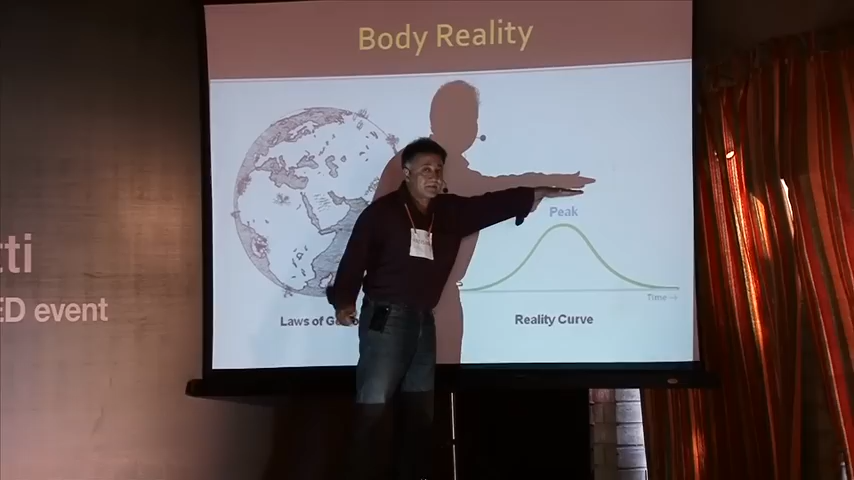 Body Reality
Peak
Time →
Laws of
Reality Curve
tti
ED event